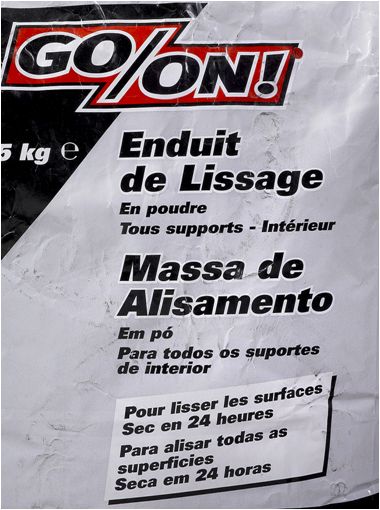 GO/ON!
5 kg e
Enduit
de Lissage
En poudre
Tous supports - Intérieur
Massa de
Alisamento
Em pó
Para todos os suportes
de interior
Pour lisser les surfaces
Sec en 24 heures
Para alisar todas as
superficies
Seca em 24 horas